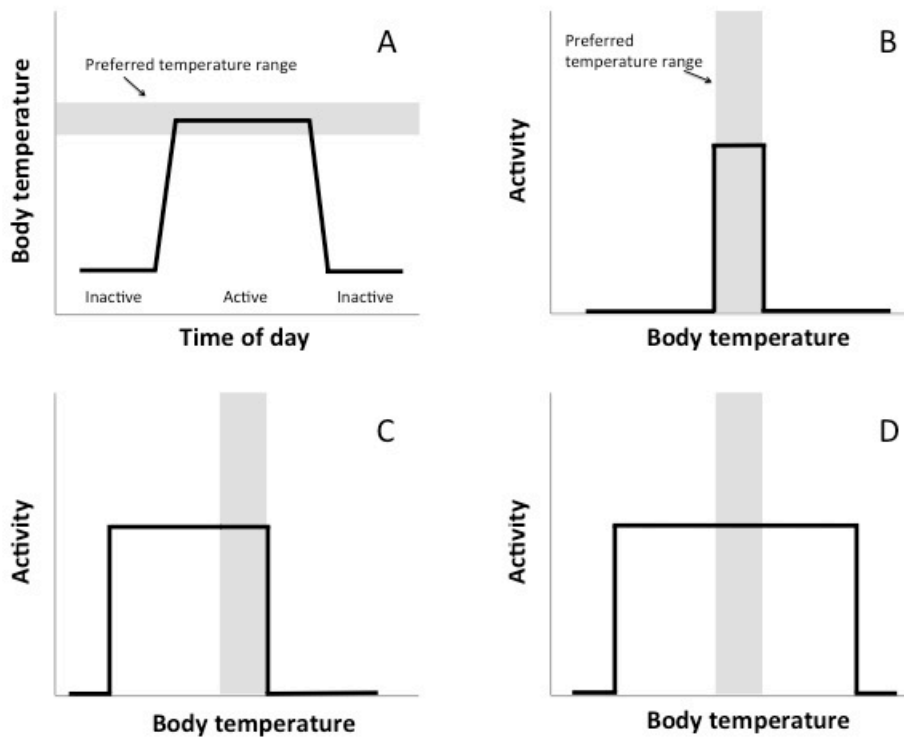 A
Preferred temperature range
Body temperature
Inactive
Active
Inactive
Time of day
B
Preferred
temperature range
Activity
Body temperature
C
Activity
Body temperature
D
Activity
Body temperature